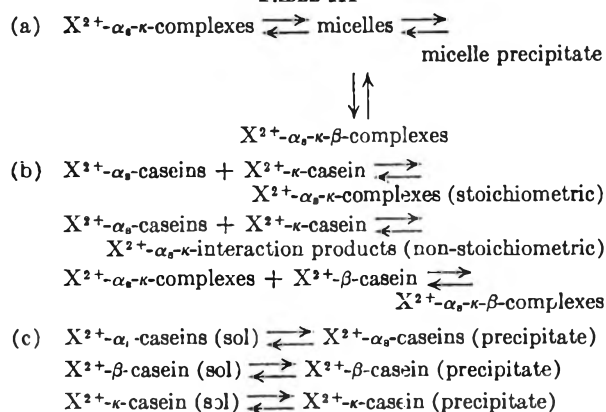 (a) X²⁺-αₛ-κ-complexes ⇌ micelles ⇌
micelle precipitate
⇅
X²⁺-αₛ-κ-β-complexes
(b) X²⁺-αₛ-caseins + X²⁺-κ-casein ⇌
X²⁺-αₛ-κ-complexes (stoichiometric)
X²⁺-αₛ-caseins + X²⁺-κ-casein ⇌
X²⁺-αₛ-κ-interaction products (non-stoichiometric)
X²⁺-αₛ-κ-complexes + X²⁺-β-casein ⇌
X²⁺-αₛ-κ-β-complexes
(c) X²⁺-αₛ-caseins (sol) ⇌ X²⁺-αₛ-caseins (precipitate)
X²⁺-β-casein (sol) ⇌ X²⁺-β-casein (precipitate)
X²⁺-κ-casein (sol) ⇌ X²⁺-κ-casein (precipitate)